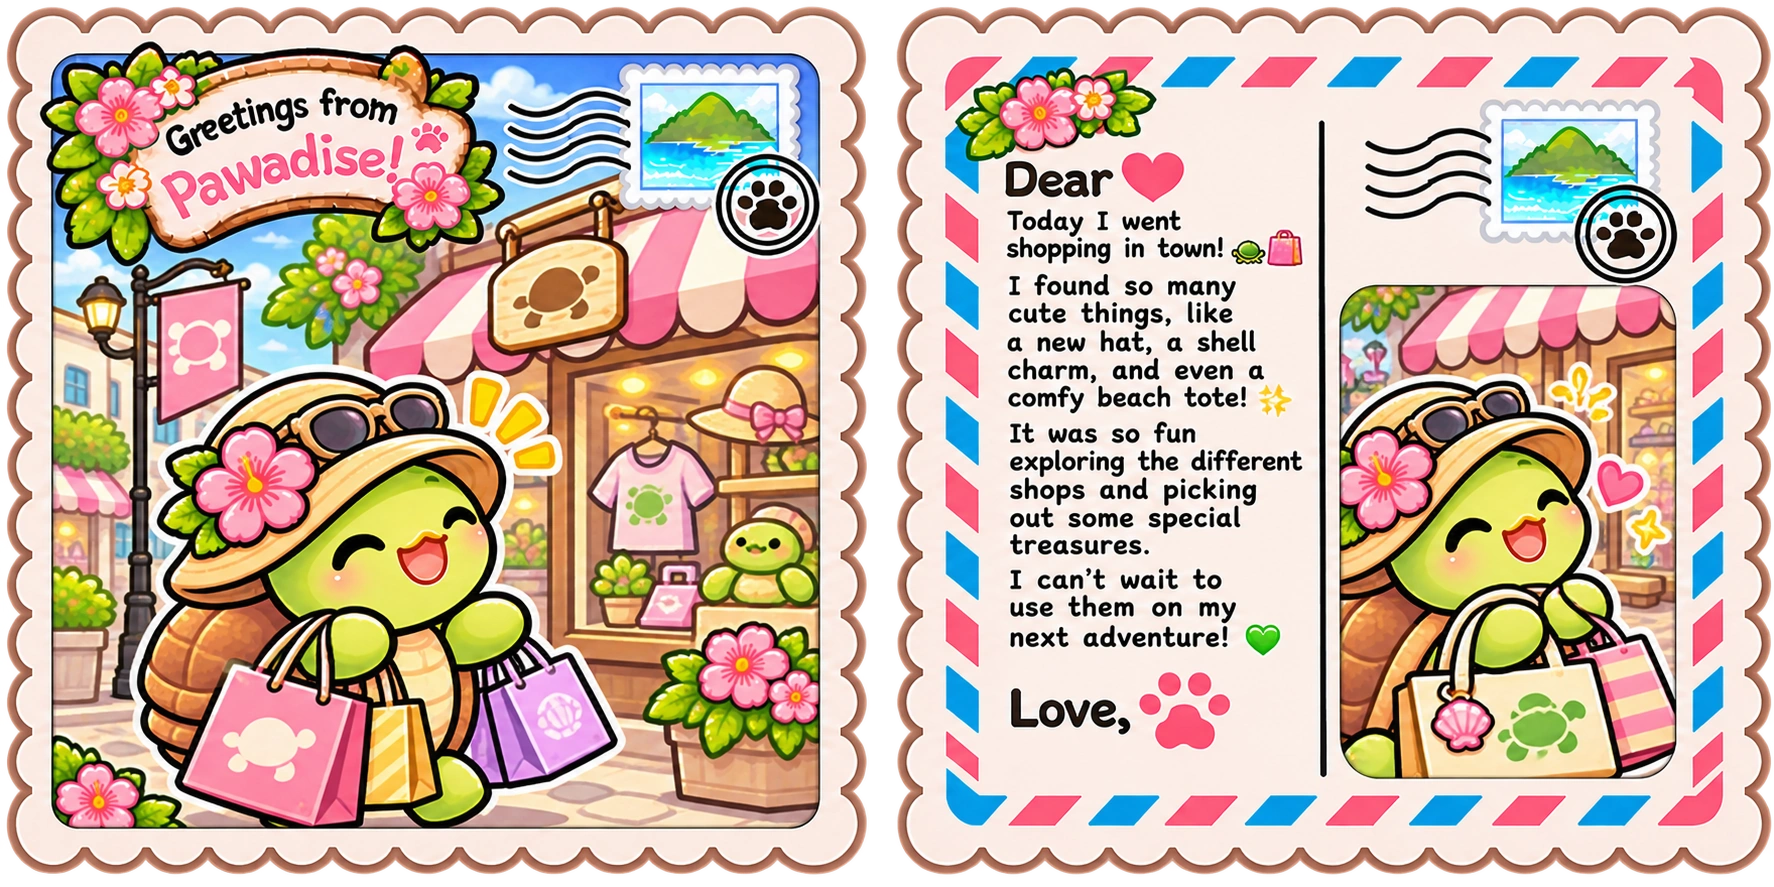 Greetings from
Pawadise!
Dear
Today I went
shopping in town!
I found so many
cute things, like
a new hat, a shell
charm, and even a
comfy beach tote!
It was so fun
exploring the different
shops and picking
out some special
treasures.
I can't wait to
use them on my
next adventure!
Love,